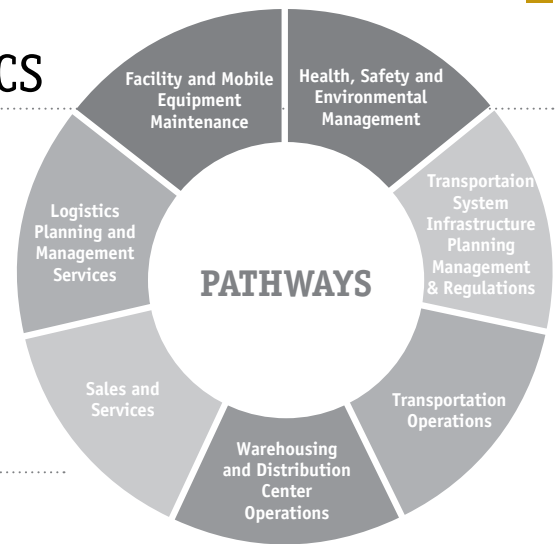 CS
Facility and Mobile
Equipment
Maintenance
Health, Safety and
Environmental
Management
Transportaion
System
Infrastructure
Planning
Management
& Regulations
Transportation
Operations
Warehousing
and Distribution
Center
Operations
Sales and
Services
Logistics
Planning and
Management
Services
PATHWAYS